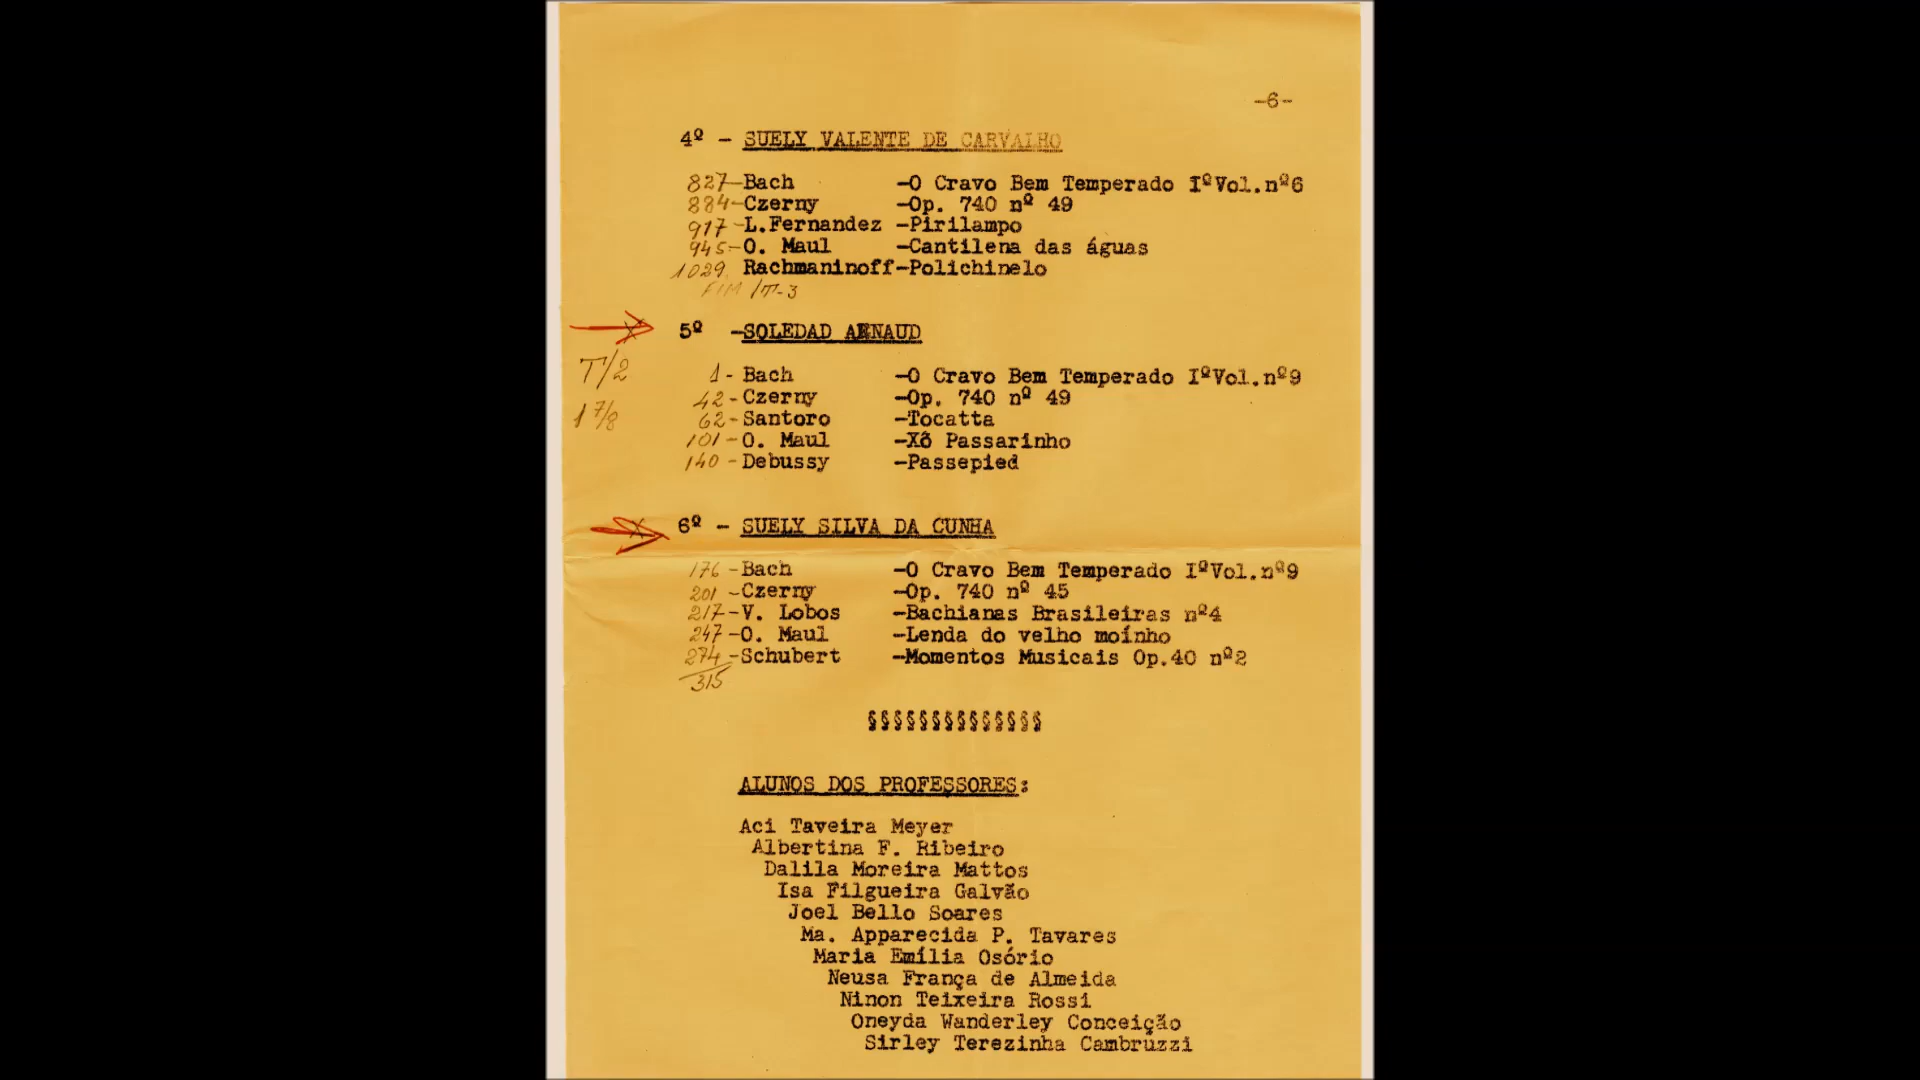 -6-
4º - SUELY VALENTE DE CARVALHO
827-Bach -O Cravo Bem Temperado IºVol.nº6
884-Czerny -Op. 740 nº 49
917-L.Fernandez -Pirilampo
945-O. Maul -Cantilena das águas
1029. Rachmaninoff-Polichinelo
FIM /T-3
5º -SOLEDAD ARNAUD
T/2
1- Bach -O Cravo Bem Temperado IºVol.nº9
42-Czerny -Op. 740 nº 49
1 7/8
62-Santoro -Tocatta
101-O. Maul -Xô Passarinho
140-Debussy -Passepied
6º - SUELY SILVA DA CUNHA
176-Bach -O Cravo Bem Temperado IºVol.nº9
201-Czerny -Op. 740 nº 45
217-V. Lobos -Bachianas Brasileiras nº4
247-O. Maul -Lenda do velho moínho
274-Schubert -Momentos Musicais Op.40 nº2
315
§§§§§§§§§§§§§§
ALUNOS DOS PROFESSORES:
Aci Taveira Meyer
Albertina F. Ribeiro
Dalila Moreira Mattos
Isa Filgueira Galvão
Joel Bello Soares
Ma. Apparecida P. Tavares
Maria Emília Osório
Neusa França de Almeida
Ninon Teixeira Rossi
Oneyda Wanderley Conceição
Sirley Terezinha Cambruzzi